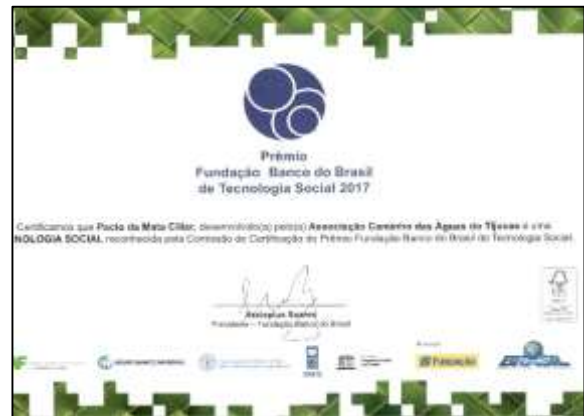 Prêmio
Fundação Banco do Brasil
de Tecnologia Social 2017
Certificamos que Pacto da Mata Ciliar, desenvolvido(a) pelo(a) Associação Caminho das Águas do Tijucas é uma
NOLOGIA SOCIAL reconhecida pela Comissão de Certificação do Prêmio Fundação Banco do Brasil de Tecnologia Social.
Presidente - Fundação Banco do Brasil
FUNDAÇÃO